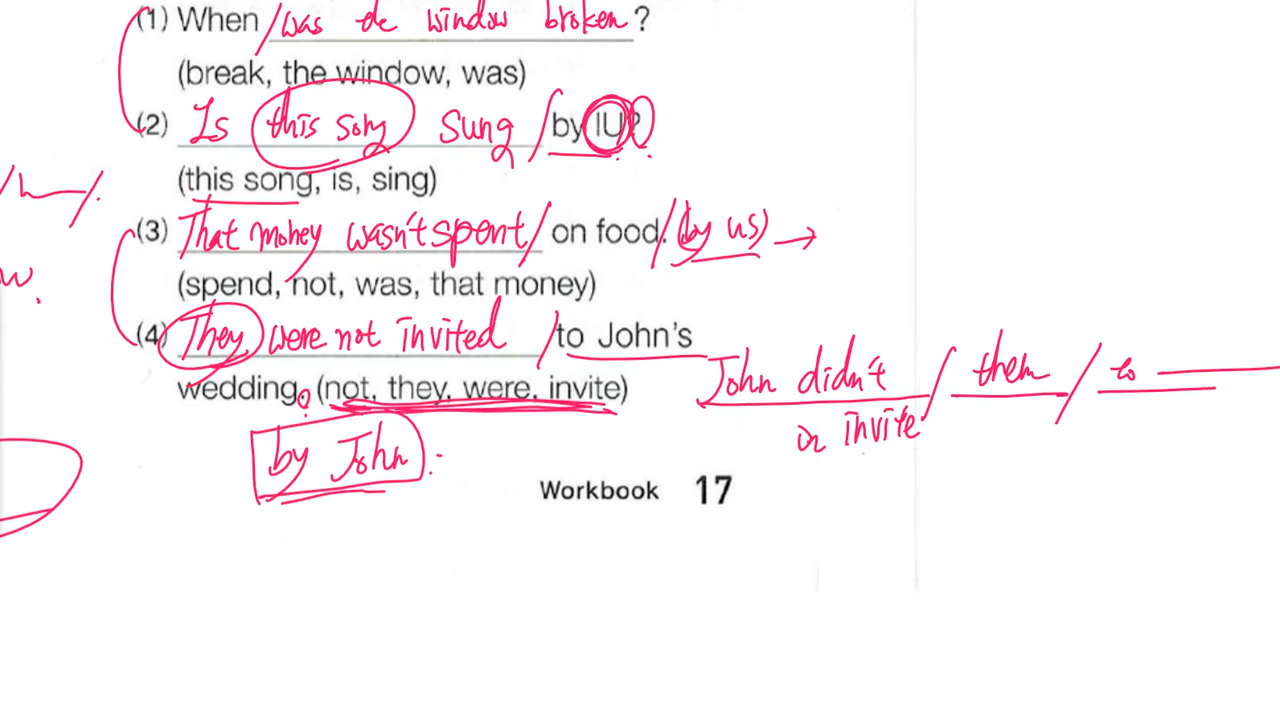 (1) When /was the window broken?
(break, the window, was)
(2) Is this song sung / by IU?
(this song, is, sing)
(3) That money wasn't spent / on food. / (by us) →
(spend, not, was, that money)
(4) They were not invited / to John's
wedding. (not, they, were, invite)
John didn't / them / to
invite
by John.
Workbook 17